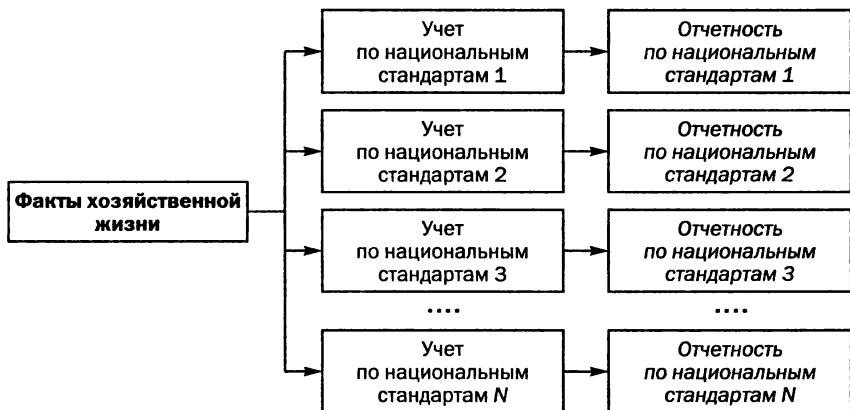 Учет
по национальным
стандартам 1
Отчетность
по национальным
стандартам 1
Учет
по национальным
стандартам 2
Отчетность
по национальным
стандартам 2
Факты хозяйственной
жизни
Учет
по национальным
стандартам 3
Отчетность
по национальным
стандартам 3
....
....
Учет
по национальным
стандартам N
Отчетность
по национальным
стандартам N